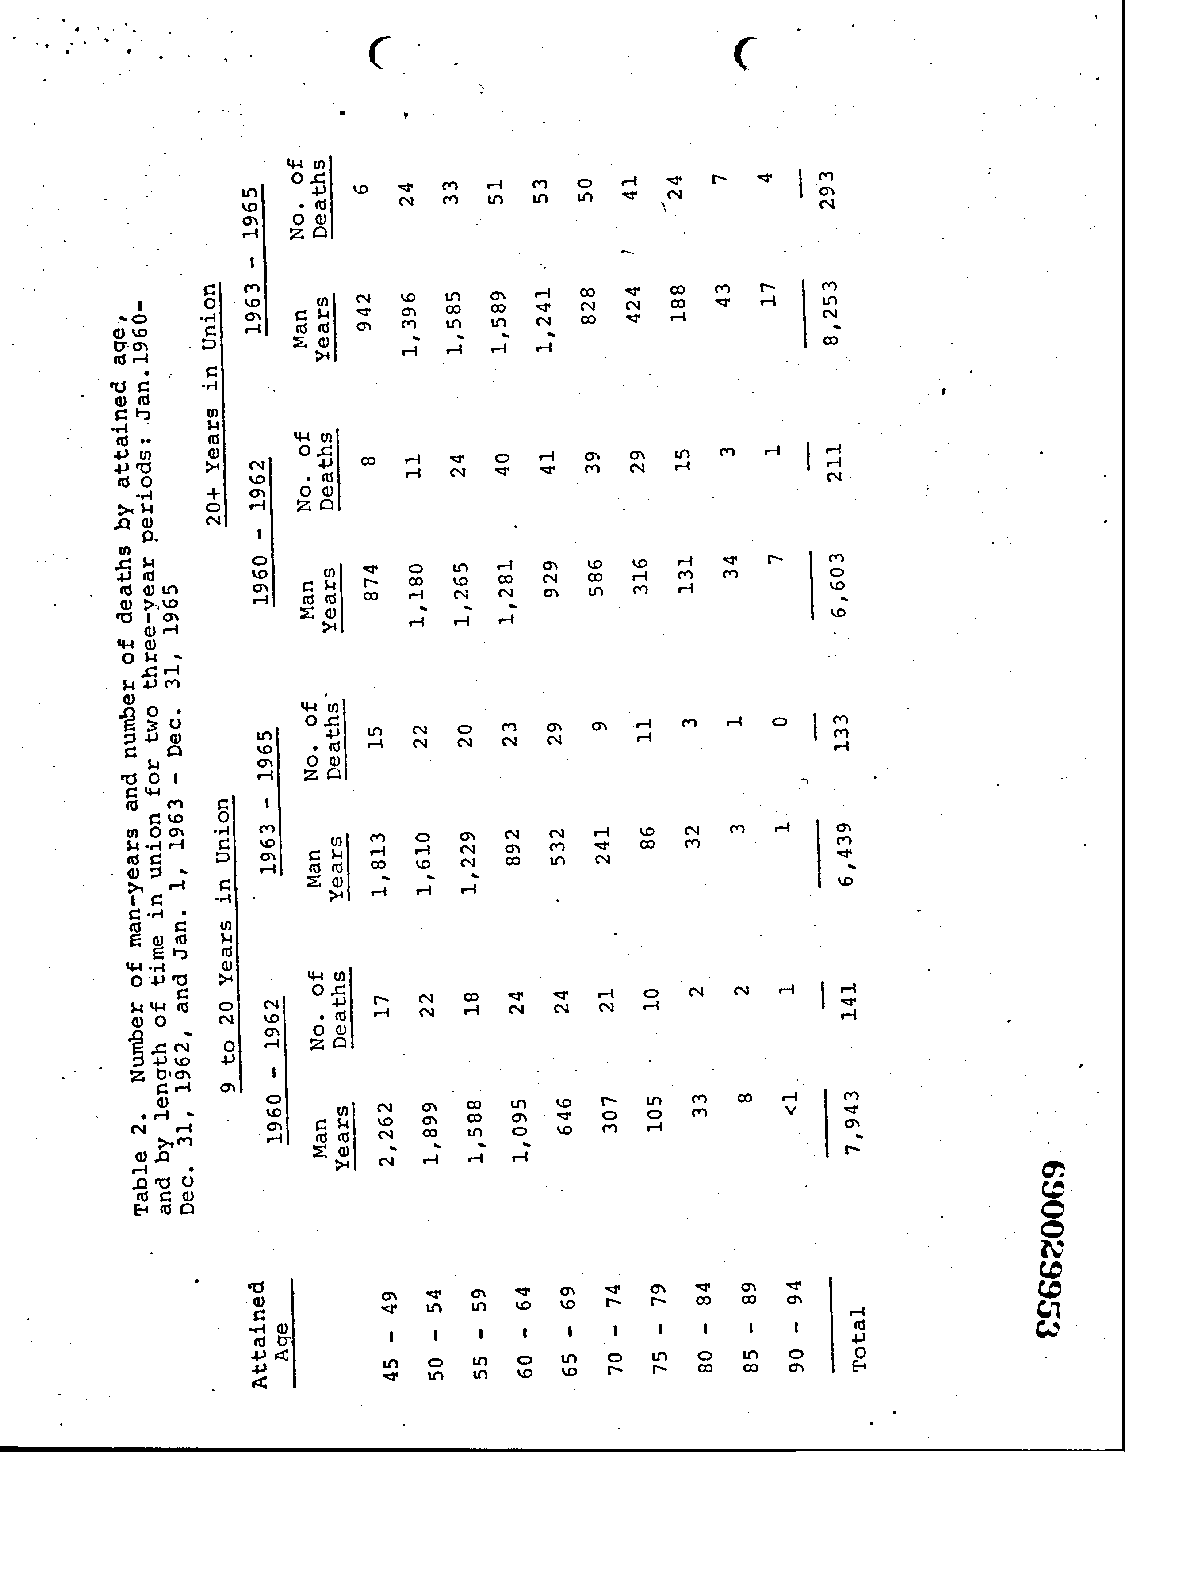 Table 2. Number of man-years and number of deaths by attained age,
and by length of time in union for two three-year periods: Jan.1960-
Dec. 31, 1962, and Jan. 1, 1963 - Dec. 31, 1965
9 to 20 Years in Union 20+ Years in Union
Attained 1960 - 1962 1963 - 1965 1960 - 1962 1963 - 1965
Age
Man No. of Man No. of Man No. of Man No. of
Years Deaths Years Deaths Years Deaths Years Deaths
45 - 49 2,262 17 1,813 15 874 8 942 6
50 - 54 1,899 22 1,610 22 1,180 11 1,396 24
55 - 59 1,588 18 1,229 20 1,265 24 1,585 33
60 - 64 1,095 24 892 23 1,281 40 1,589 51
65 - 69 646 24 532 29 929 41 1,241 53
70 - 74 307 21 241 9 586 39 828 50
75 - 79 105 10 86 11 316 29 424 41
80 - 84 33 2 32 3 131 15 188 24
85 - 89 8 2 3 1 34 3 43 7
90 - 94 <1 1 1 0 7 1 17 4
Total 7,943 141 6,439 133 6,603 211 8,253 293
690029953